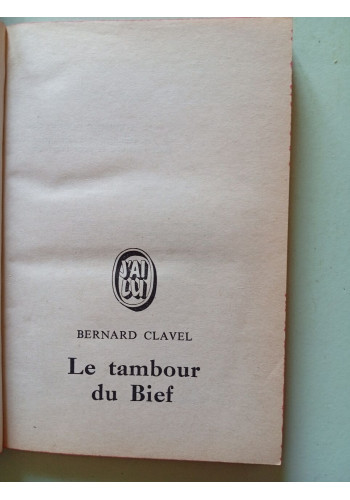 J'AI
LU
BERNARD CLAVEL
Le tambour
du Bief